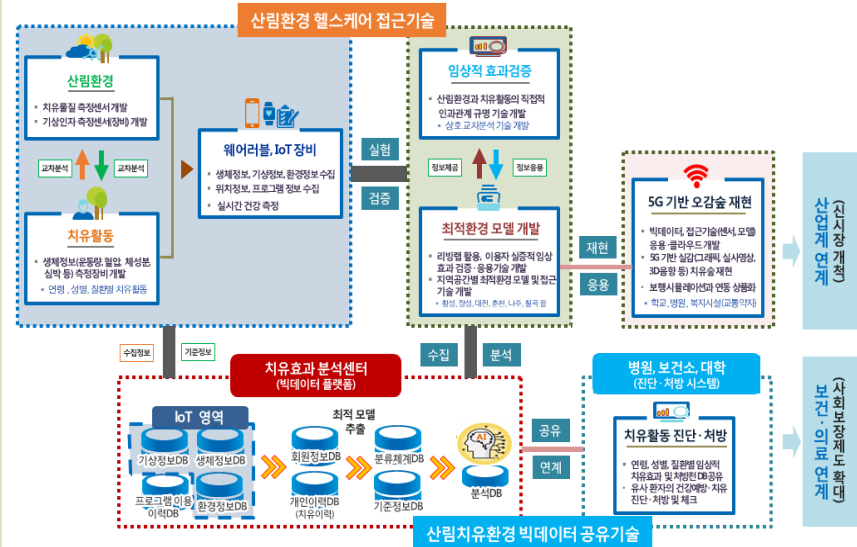 산림환경 헬스케어 접근기술
산림환경
▪ 치유물질 측정센서 개발
▪ 기상인자 측정센서(장비) 개발
교차분석
교차분석
치유활동
▪ 생체정보(운동량, 혈압, 체성분,
심박 등) 측정장비 개발
▪ 연령, 성별, 질환별 치유활동
웨어러블, IoT 장비
▪ 생체정보, 기상정보, 환경정보 수집
▪ 위치정보, 프로그램 정보 수집
▪ 실시간 건강 측정
실험
검증
임상적 효과검증
▪ 산림환경과 치유활동의 직접적
인과관계 규명 기술개발
▪ 상호 교차분석 기술 개발
정보제공
정보응용
최적환경 모델 개발
▪ 리빙랩 활용, 이용자 실증적 임상
효과 검증·응용기술 개발
▪ 지역공간별 최적환경 모델 및 접근
기술 개발
▪ 횡성, 장성, 대전, 춘천, 나주, 칠곡 등
재현
응용
5G 기반 오감숲 재현
▪ 빅데이터, 접근기술(센서, 모델)
응용·클라우드 개발
▪ 5G 기반 실감(그래픽, 실사영상,
3D음향 등) 치유숲 재현
▪ 보행시뮬레이션과 연동 상품화
▪ 학교, 병원, 복지시설(교통약자)
산업계 연계
(신시장 개척)
수집정보
기준정보
수집
분석
치유효과 분석센터
(빅데이터 플랫폼)
IoT 영역
기상정보DB
생체정보DB
프로그램 이용
이력DB
환경정보DB
최적 모델
추출
회원정보DB
분류체계DB
개인이력DB
(치유이력)
기준정보DB
AI
분석DB
공유
연계
병원, 보건소, 대학
(진단·처방 시스템)
치유활동 진단·처방
▪ 연령, 성별, 질환별 임상적
치유효과 및 처방전 DB공유
▪ 유사 환자의 건강예방·치유
진단·처방 및 체크
보건·의료 연계
(사회보장제도 확대)
산림치유환경 빅데이터 공유기술